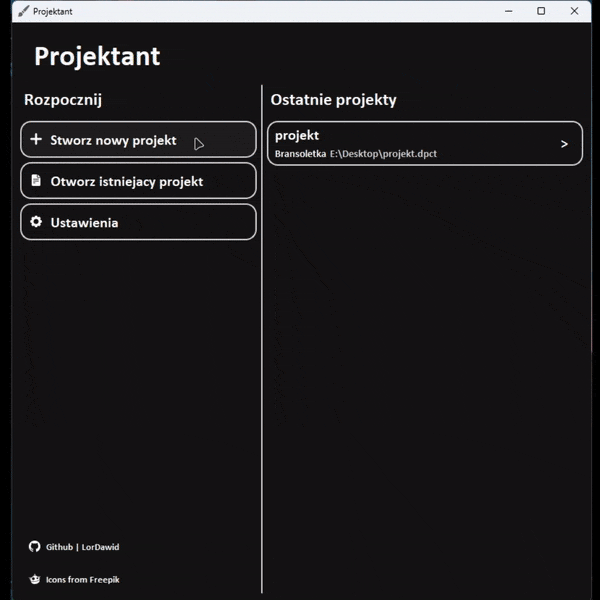 Projektant
Projektant
Rozpocznij
Stworz nowy projekt
Otworz istniejacy projekt
Ustawienia
Ostatnie projekty
projekt
Bransoletka E:\Desktop\projekt.dpct
>
Github | LorDawid
Icons from Freepik